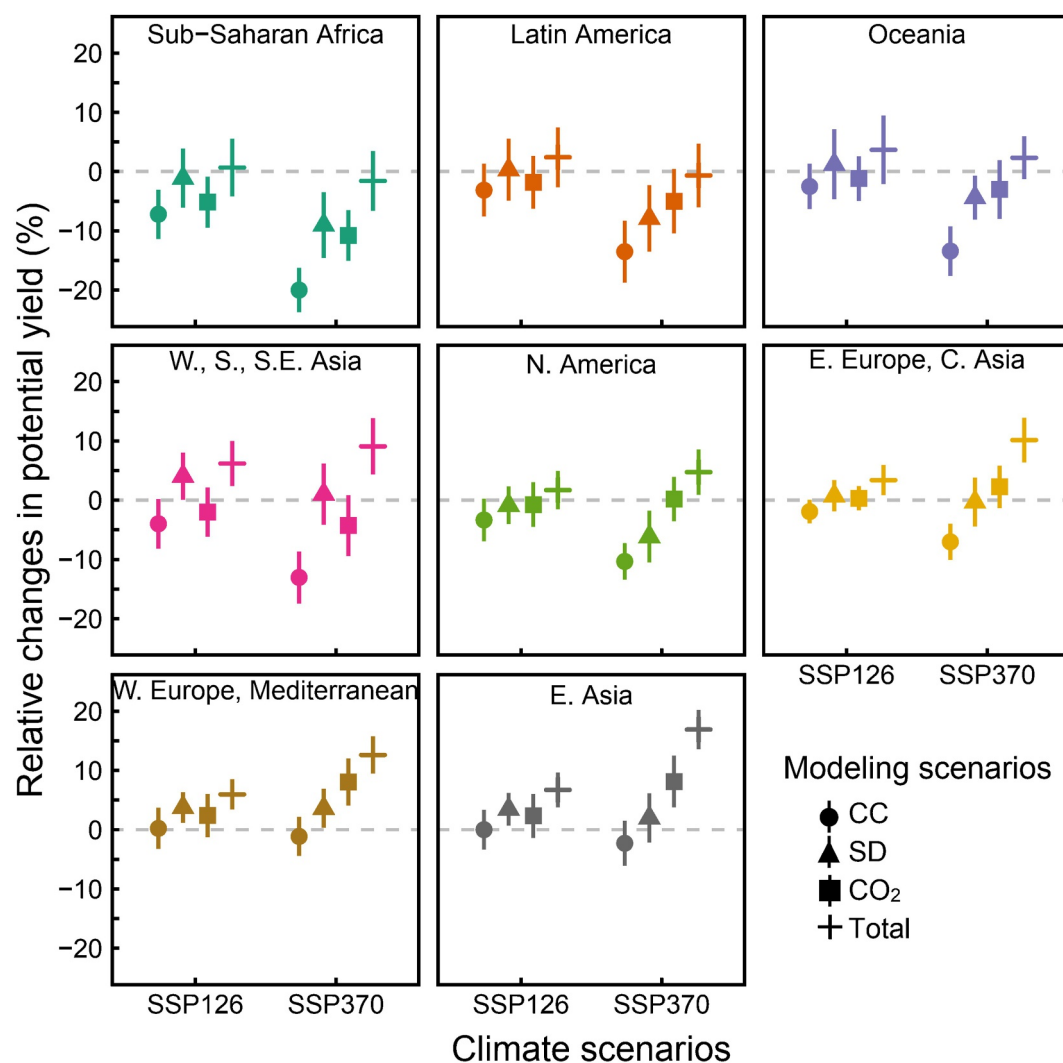 Relative changes in potential yield (%)
Sub−Saharan Africa
Latin America
Oceania
20
10
0
−10
−20
W., S., S.E. Asia
N. America
E. Europe, C. Asia
20
10
0
−10
−20
SSP126
SSP370
W. Europe, Mediterranean
E. Asia
20
10
0
−10
−20
SSP126
SSP370
SSP126
SSP370
Climate scenarios
Modeling scenarios
CC
SD
CO₂
Total